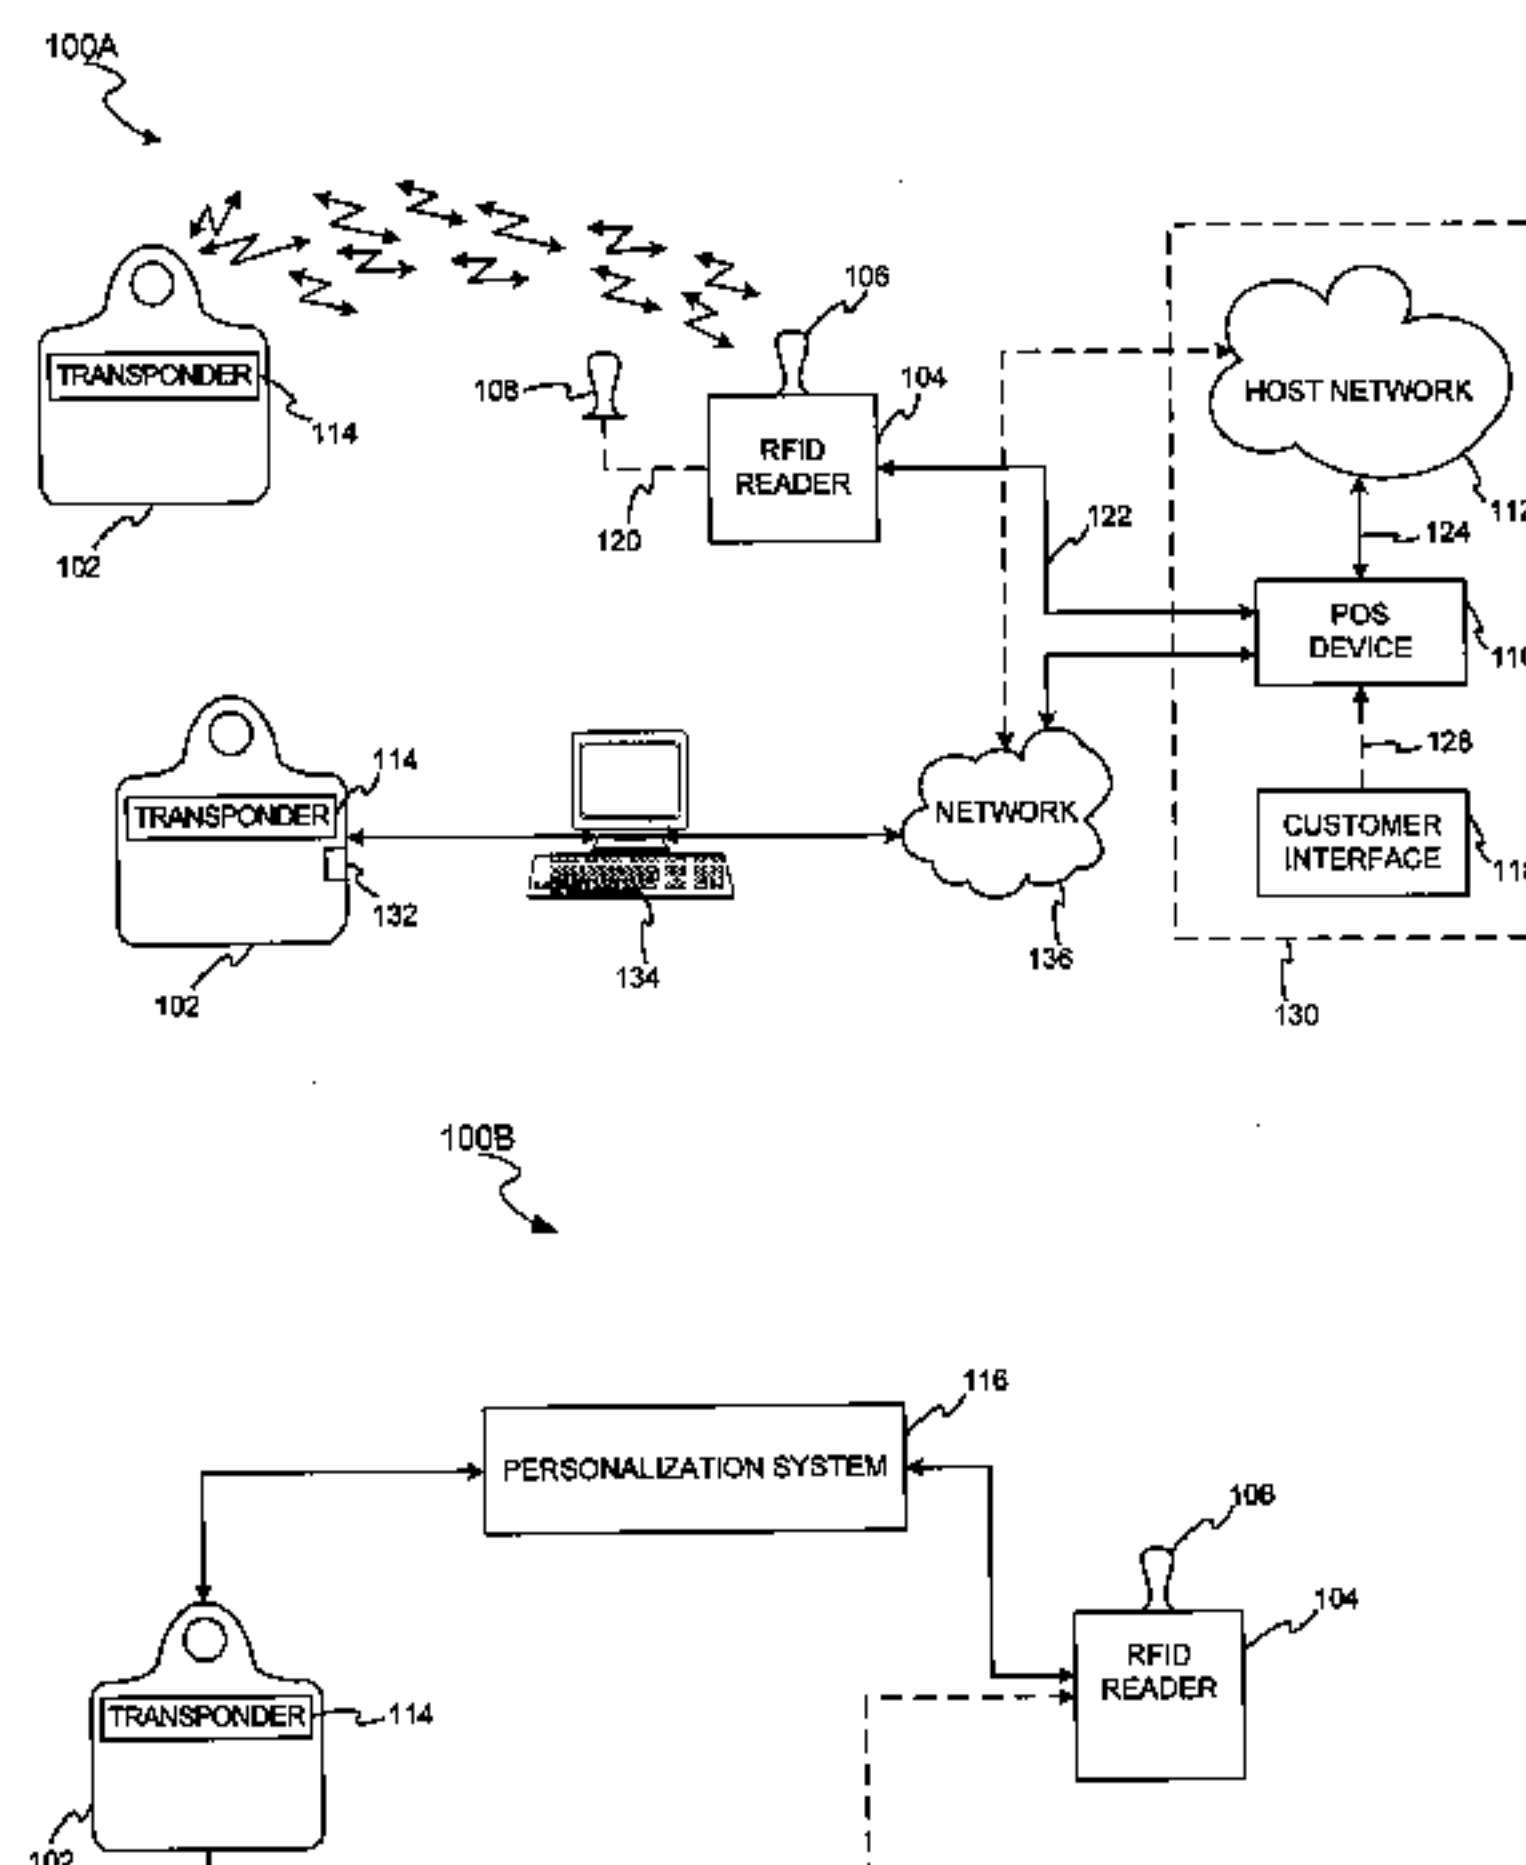 100A
106
TRANSPONDER
114
108
104
RFID
READER
HOST NETWORK
112
120
122
124
102
POS
DEVICE
114
TRANSPONDER
128
NETWORK
CUSTOMER
INTERFACE
132
134
136
102
130
100B
116
PERSONALIZATION SYSTEM
106
104
RFID
READER
TRANSPONDER
114
102